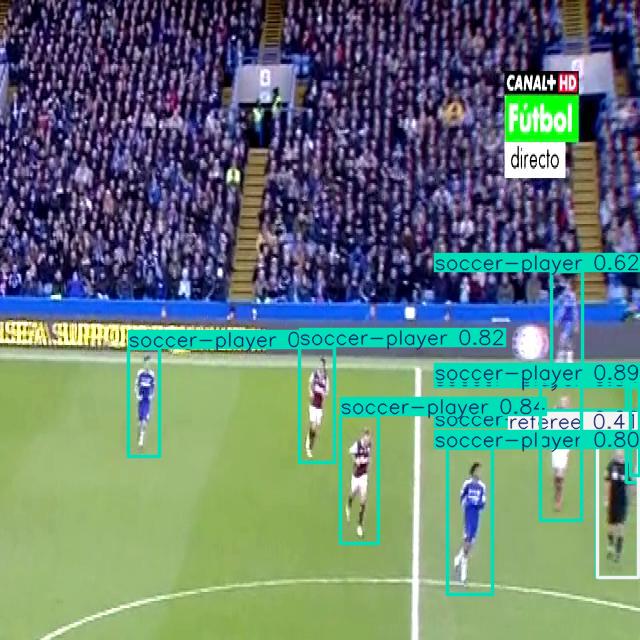 CANAL+ HD
Fútbol
directo
soccer-player 0.62
soccer-player 0
soccer-player 0.82
soccer-player 0.89
soccer-player 0.84
soccer
referee 0.41
soccer-player 0.80